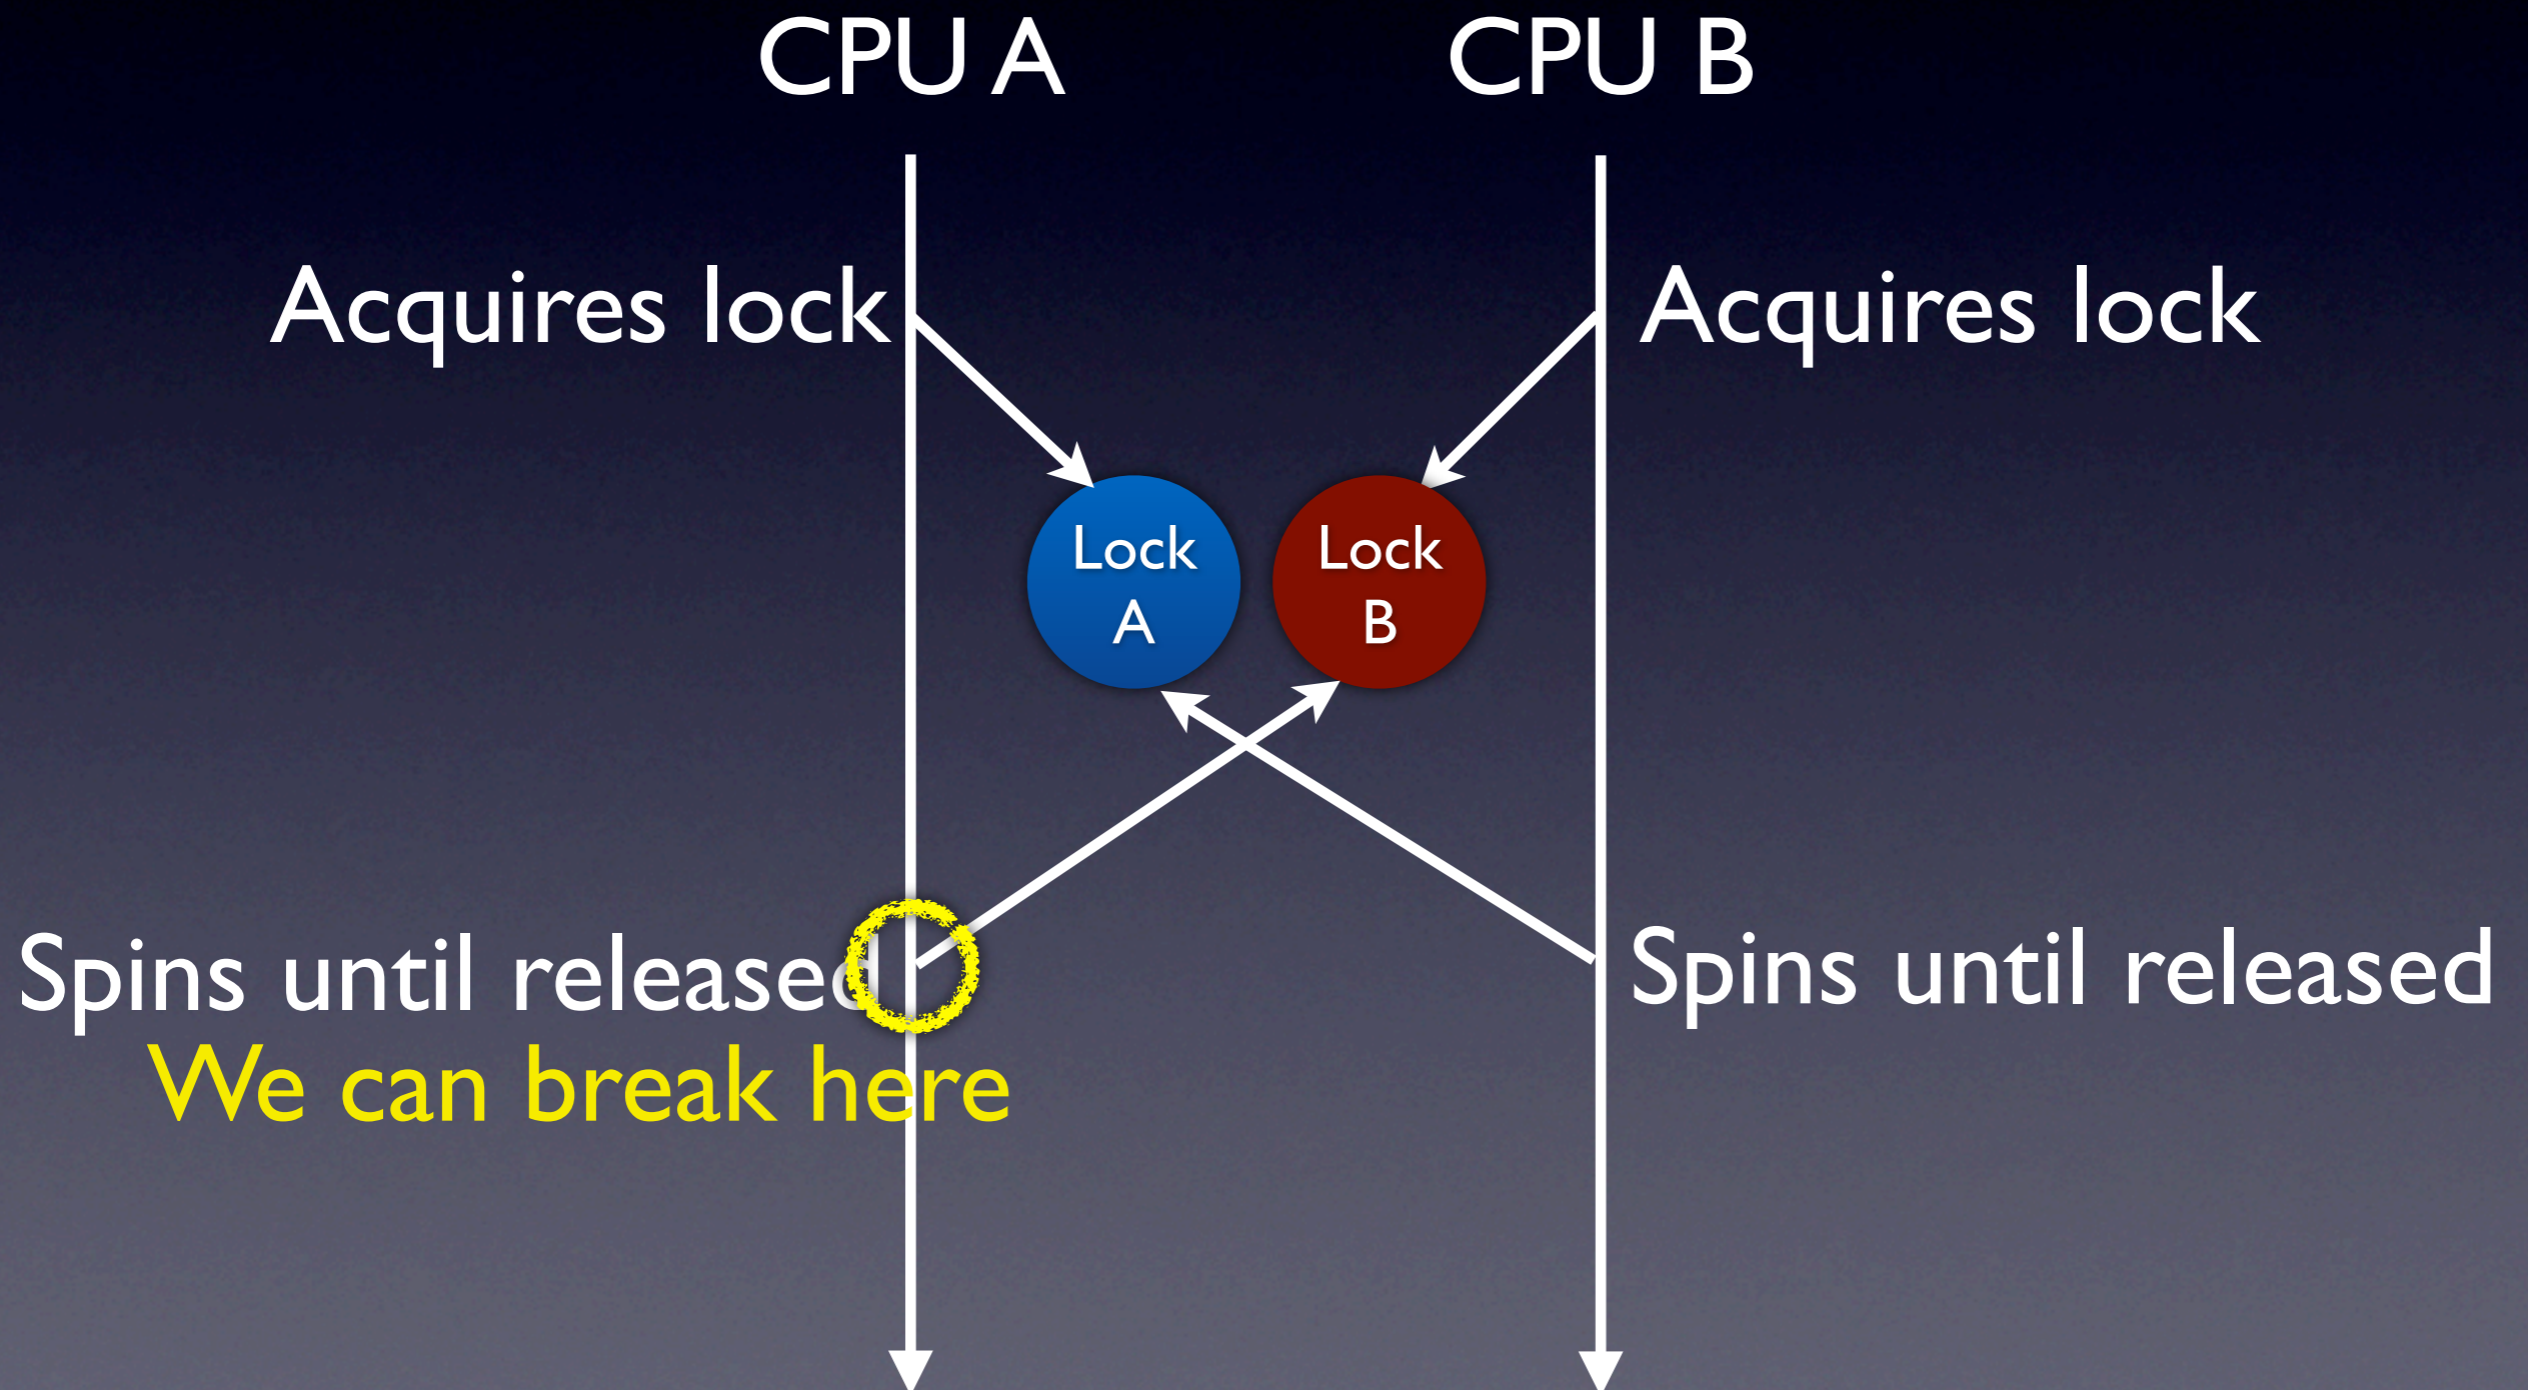 CPU A
CPU B
Acquires lock
Acquires lock
Lock
A
Lock
B
Spins until released
Spins until released
We can break here